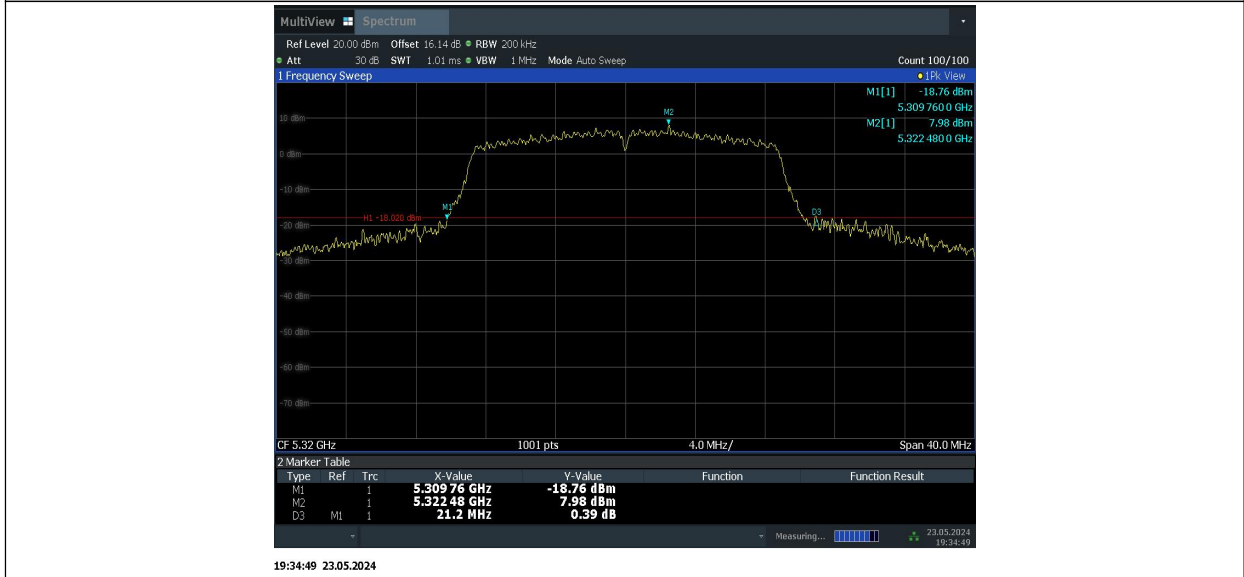 MultiView Spectrum
Ref Level 20.00 dBm Offset 16.14 dB RBW 200 kHz
Att 30 dB SWT 1.01 ms VBW 1 MHz Mode Auto Sweep Count 100/100
1 Frequency Sweep 1Pk View
M1[1] -18.76 dBm
5.309 760 0 GHz
M2[1] 7.98 dBm
5.322 480 0 GHz
M2
10 dBm
0 dBm
-10 dBm
M1
D3
H1 -18.020 dBm
-20 dBm
-30 dBm
-40 dBm
-50 dBm
-60 dBm
-70 dBm
CF 5.32 GHz 1001 pts 4.0 MHz/ Span 40.0 MHz
2 Marker Table
Type Ref Trc X-Value Y-Value Function Function Result
M1 1 5.309 76 GHz -18.76 dBm
M2 1 5.322 48 GHz 7.98 dBm
D3 M1 1 21.2 MHz 0.39 dB
Measuring... 23.05.2024
19:34:49
19:34:49 23.05.2024